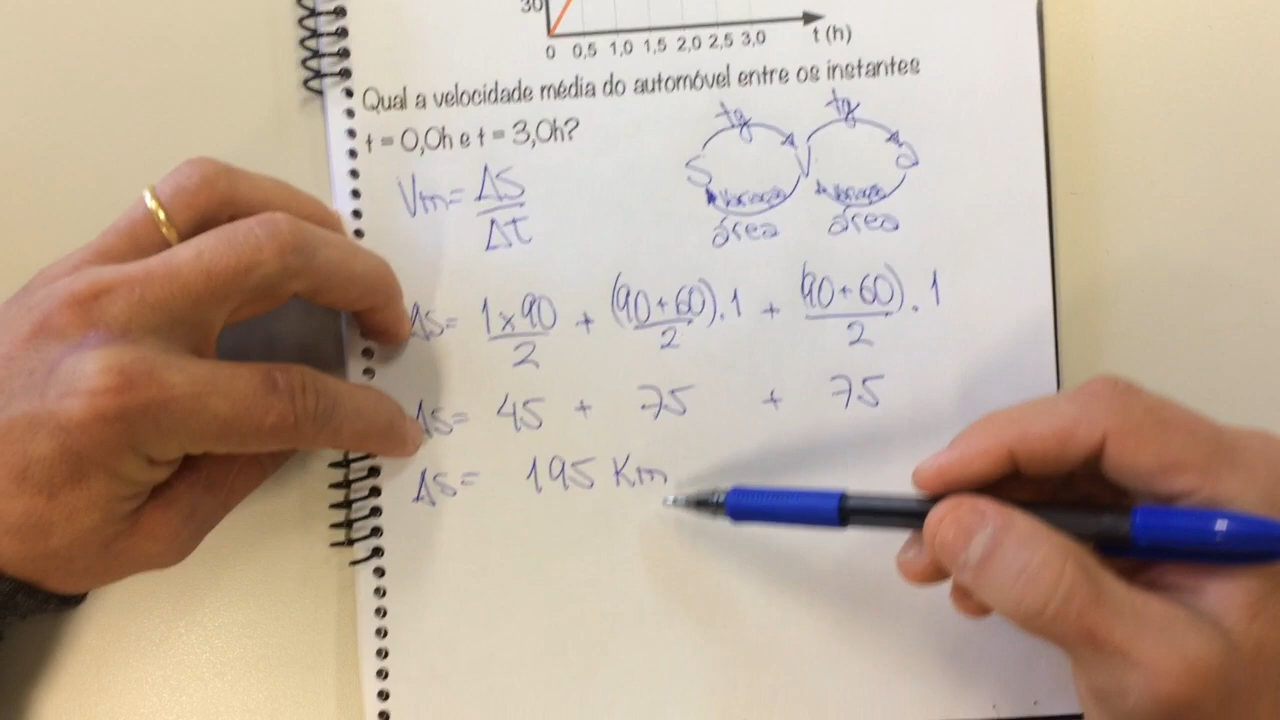 30
0 0,5 1,0 1,5 2,0 2,5 3,0 t (h)
Qual a velocidade média do automóvel entre os instantes
t = 0,0h e t = 3,0h?
tg tg
S V a
área área
Vm = ΔS
Δt
ΔS = 1x90 + (90+60).1 + (90+60).1
2 2 2
ΔS = 45 + 75 + 75
ΔS = 195 Km